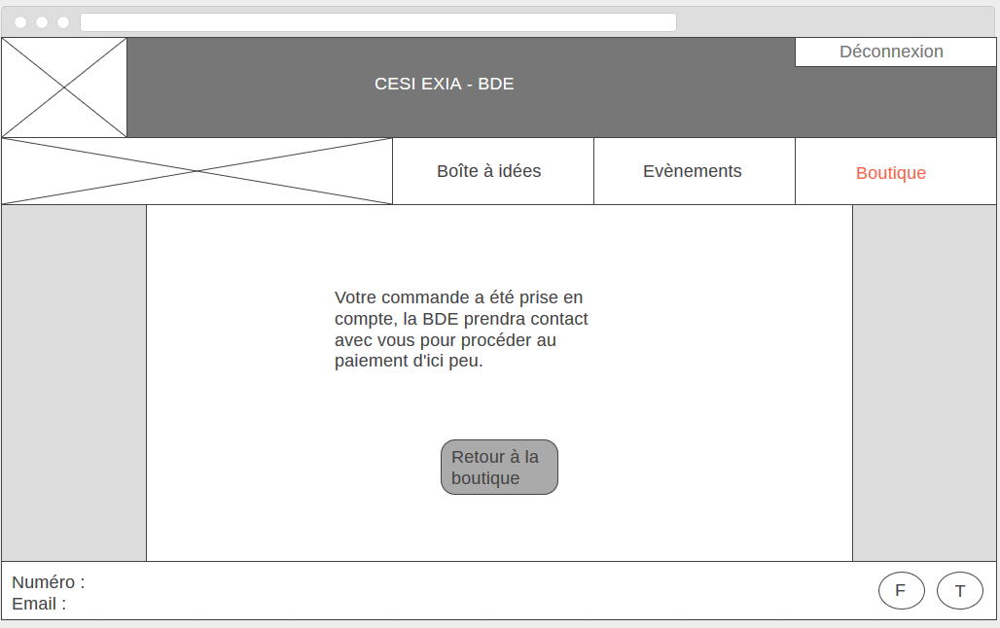 Déconnexion
CESI EXIA - BDE
Boîte à idées
Evènements
Boutique
Votre commande a été prise en
compte, la BDE prendra contact
avec vous pour procéder au
paiement d'ici peu.
Retour à la
boutique
Numéro :
Email :
F
T